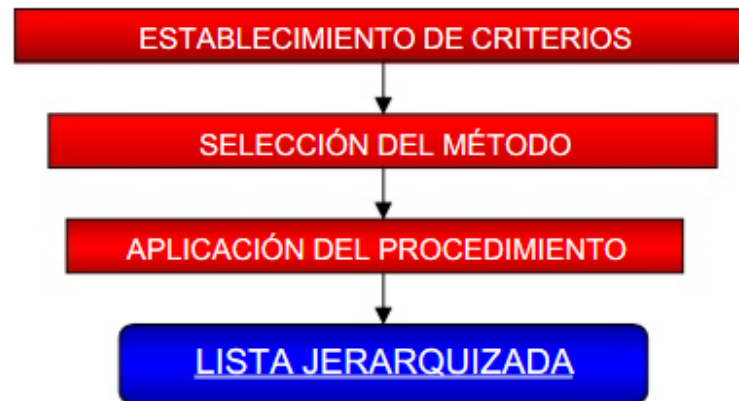 ESTABLECIMIENTO DE CRITERIOS
SELECCIÓN DEL MÉTODO
APLICACIÓN DEL PROCEDIMIENTO
LISTA JERARQUIZADA